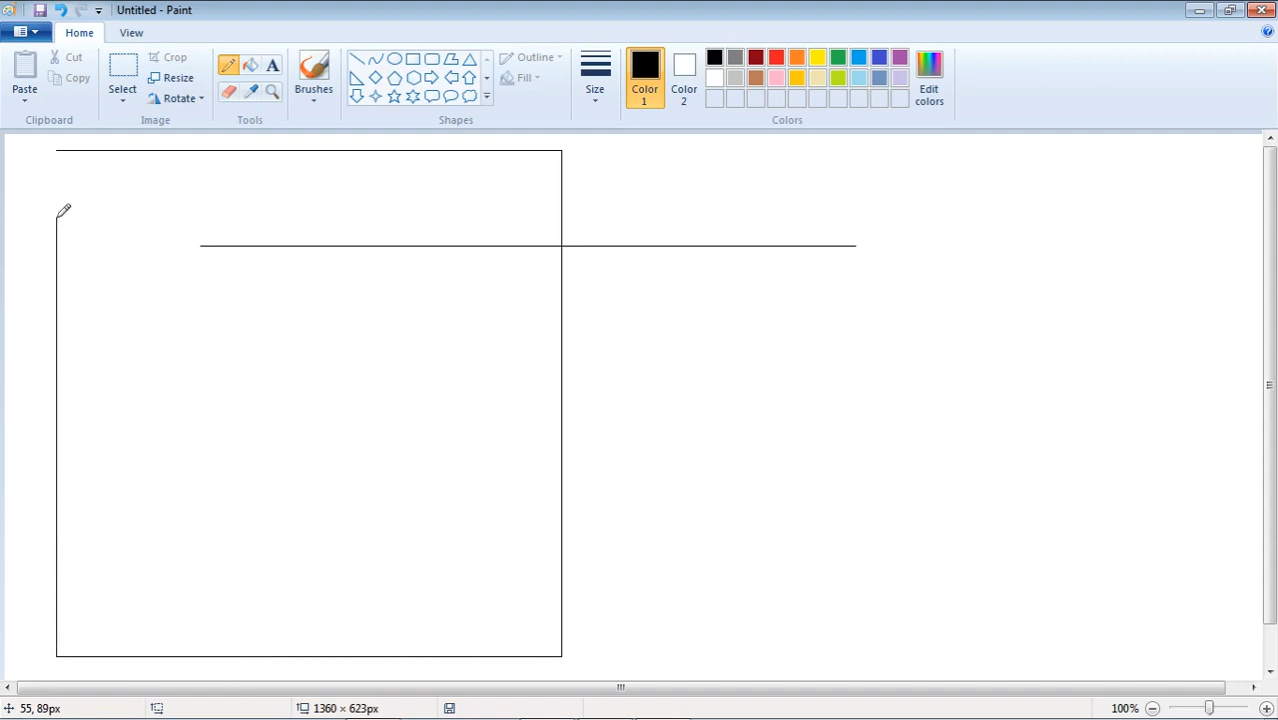 Untitled - Paint
Home View
Paste
Cut
Copy
Clipboard
Select
Crop
Resize
Rotate
Image
A
Tools
Brushes
Outline
Fill
Shapes
Size
Color 1
Color 2
Edit colors
Colors
55, 89px
1360 × 623px
100%